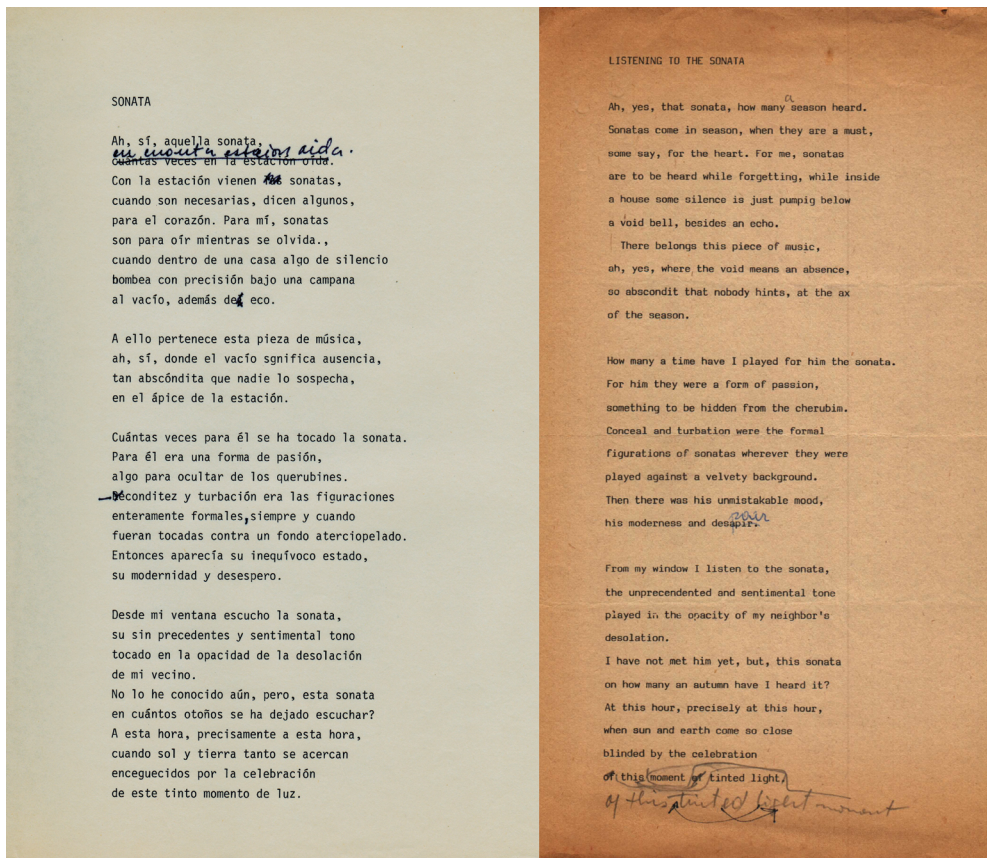 SONATA
Ah, sí, aquella sonata,
en cuánta estación oída.
cuántas veces en la estación oída.
Con la estación vienen sonatas,
cuando son necesarias, dicen algunos,
para el corazón. Para mí, sonatas
son para oír mientras se olvida.,
cuando dentro de una casa algo de silencio
bombea con precisión bajo una campana
al vacío, además del eco.
A ello pertenece esta pieza de música,
ah, sí, donde el vacío sgnifica ausencia,
tan abscóndita que nadie lo sospecha,
en el ápice de la estación.
Cuántas veces para él se ha tocado la sonata.
Para él era una forma de pasión,
algo para ocultar de los querubines.
Reconditez y turbación era las figuraciones
enteramente formales, siempre y cuando
fueran tocadas contra un fondo aterciopelado.
Entonces aparecía su inequívoco estado,
su modernidad y desespero.
Desde mi ventana escucho la sonata,
su sin precedentes y sentimental tono
tocado en la opacidad de la desolación
de mi vecino.
No lo he conocido aún, pero, esta sonata
en cuántos otoños se ha dejado escuchar?
A esta hora, precisamente a esta hora,
cuando sol y tierra tanto se acercan
enceguecidos por la celebración
de este tinto momento de luz.
LISTENING TO THE SONATA
Ah, yes, that sonata, how many a season heard.
Sonatas come in season, when they are a must,
some say, for the heart. For me, sonatas
are to be heard while forgetting, while inside
a house some silence is just pumpig below
a void bell, besides an echo.
There belongs this piece of music,
ah, yes, where the void means an absence,
so abscondit that nobody hints, at the ax
of the season.
How many a time have I played for him the sonata.
For him they were a form of passion,
something to be hidden from the cherubim.
Conceal and turbation were the formal
figurations of sonatas wherever they were
played against a velvety background.
Then there was his unmistakable mood,
pair
his moderness and desapir.
From my window I listen to the sonata,
the unprecendented and sentimental tone
played in the opacity of my neighbor's
desolation.
I have not met him yet, but, this sonata
on how many an autumn have I heard it?
At this hour, precisely at this hour,
when sun and earth come so close
blinded by the celebration
of this moment of tinted light,
of this tinted light moment